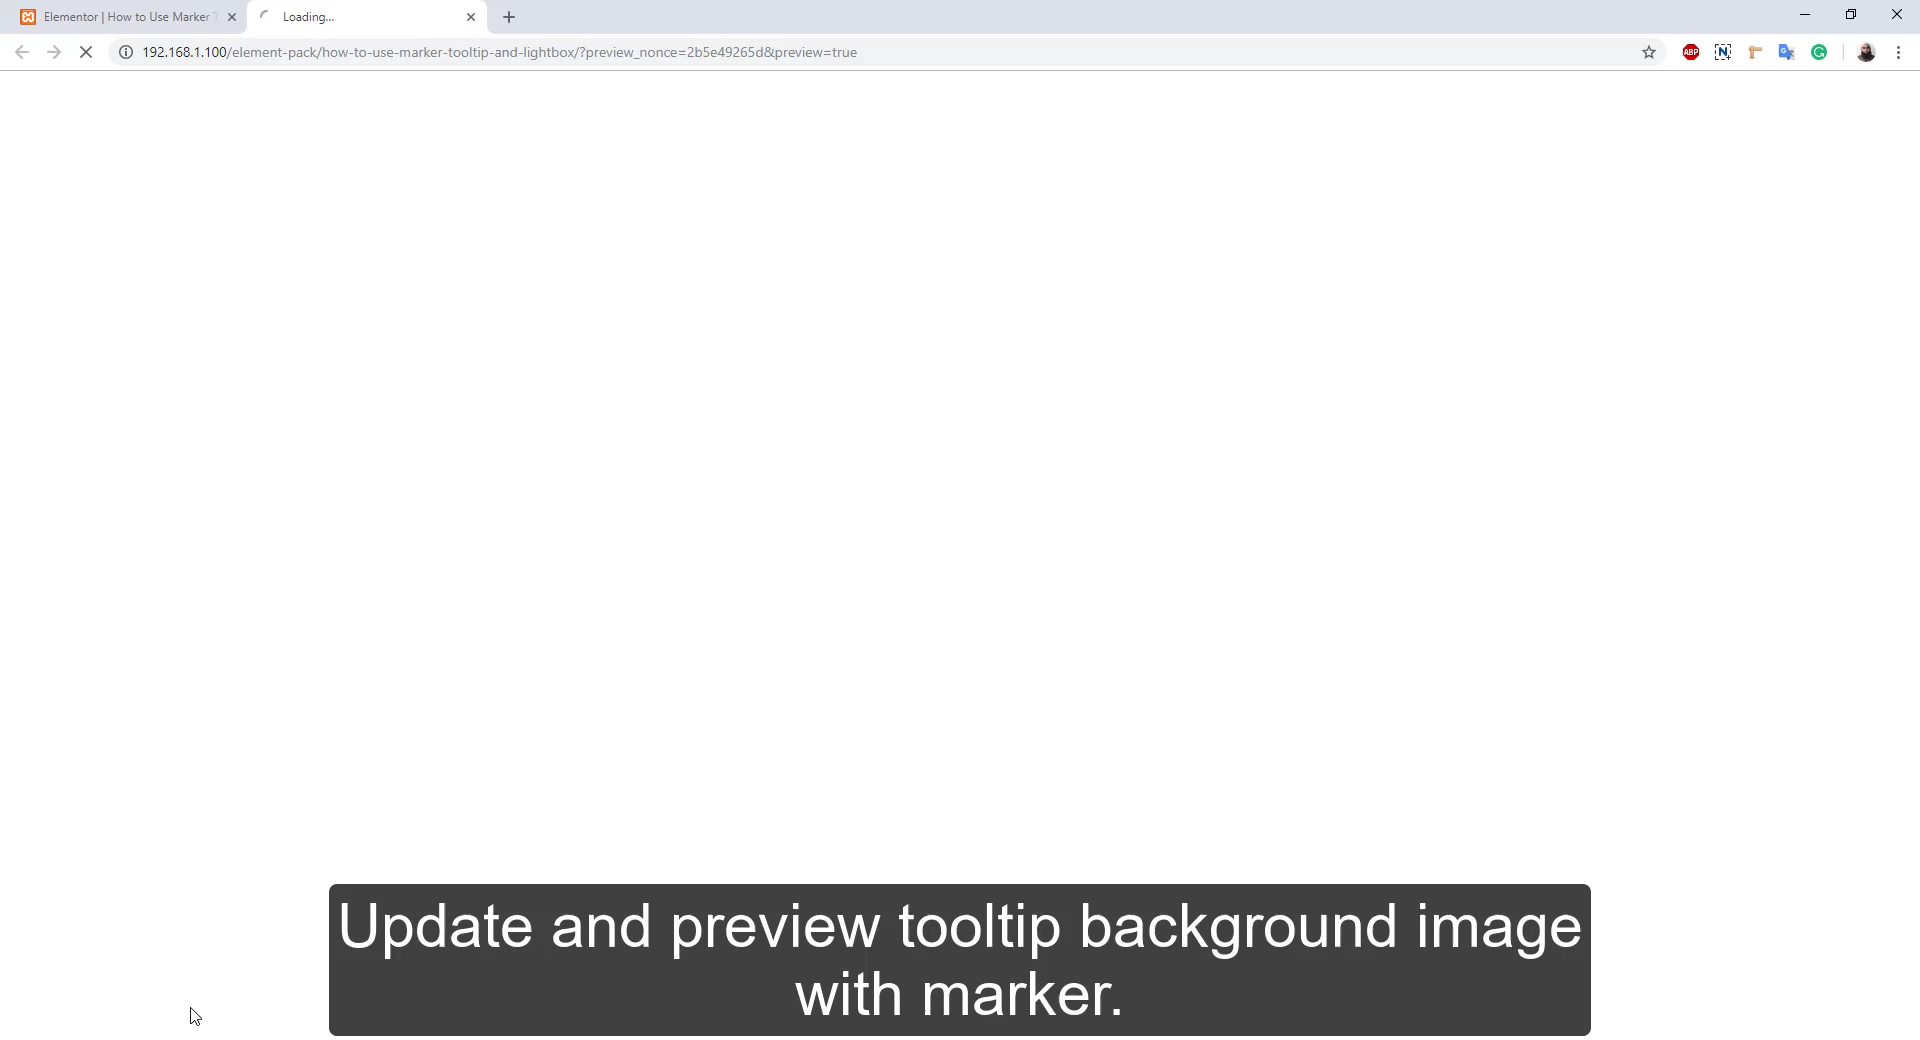 Elementor | How to Use Marker
Loading...
192.168.1.100/element-pack/how-to-use-marker-tooltip-and-lightbox/?preview_nonce=2b5e49265d&preview=true
ABP
N
G
Update and preview tooltip background image
with marker.